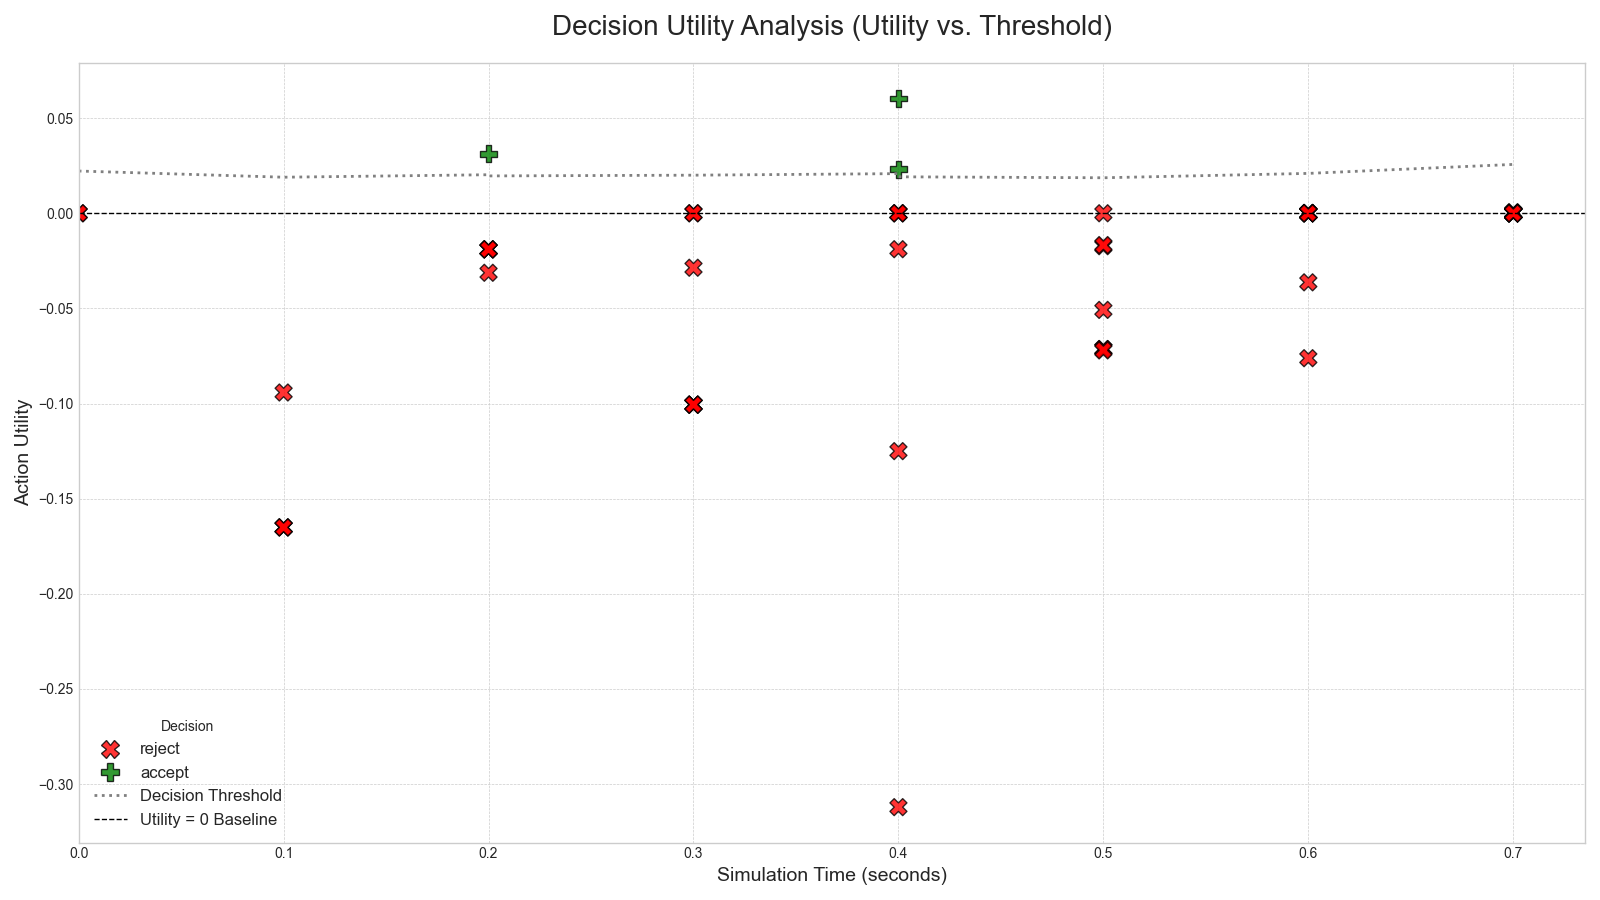 Decision Utility Analysis (Utility vs. Threshold)
Action Utility
0.05
0.00
−0.05
−0.10
−0.15
−0.20
−0.25
−0.30
Decision
reject
accept
Decision Threshold
Utility = 0 Baseline
0.0 0.1 0.2 0.3 0.4 0.5 0.6 0.7
Simulation Time (seconds)